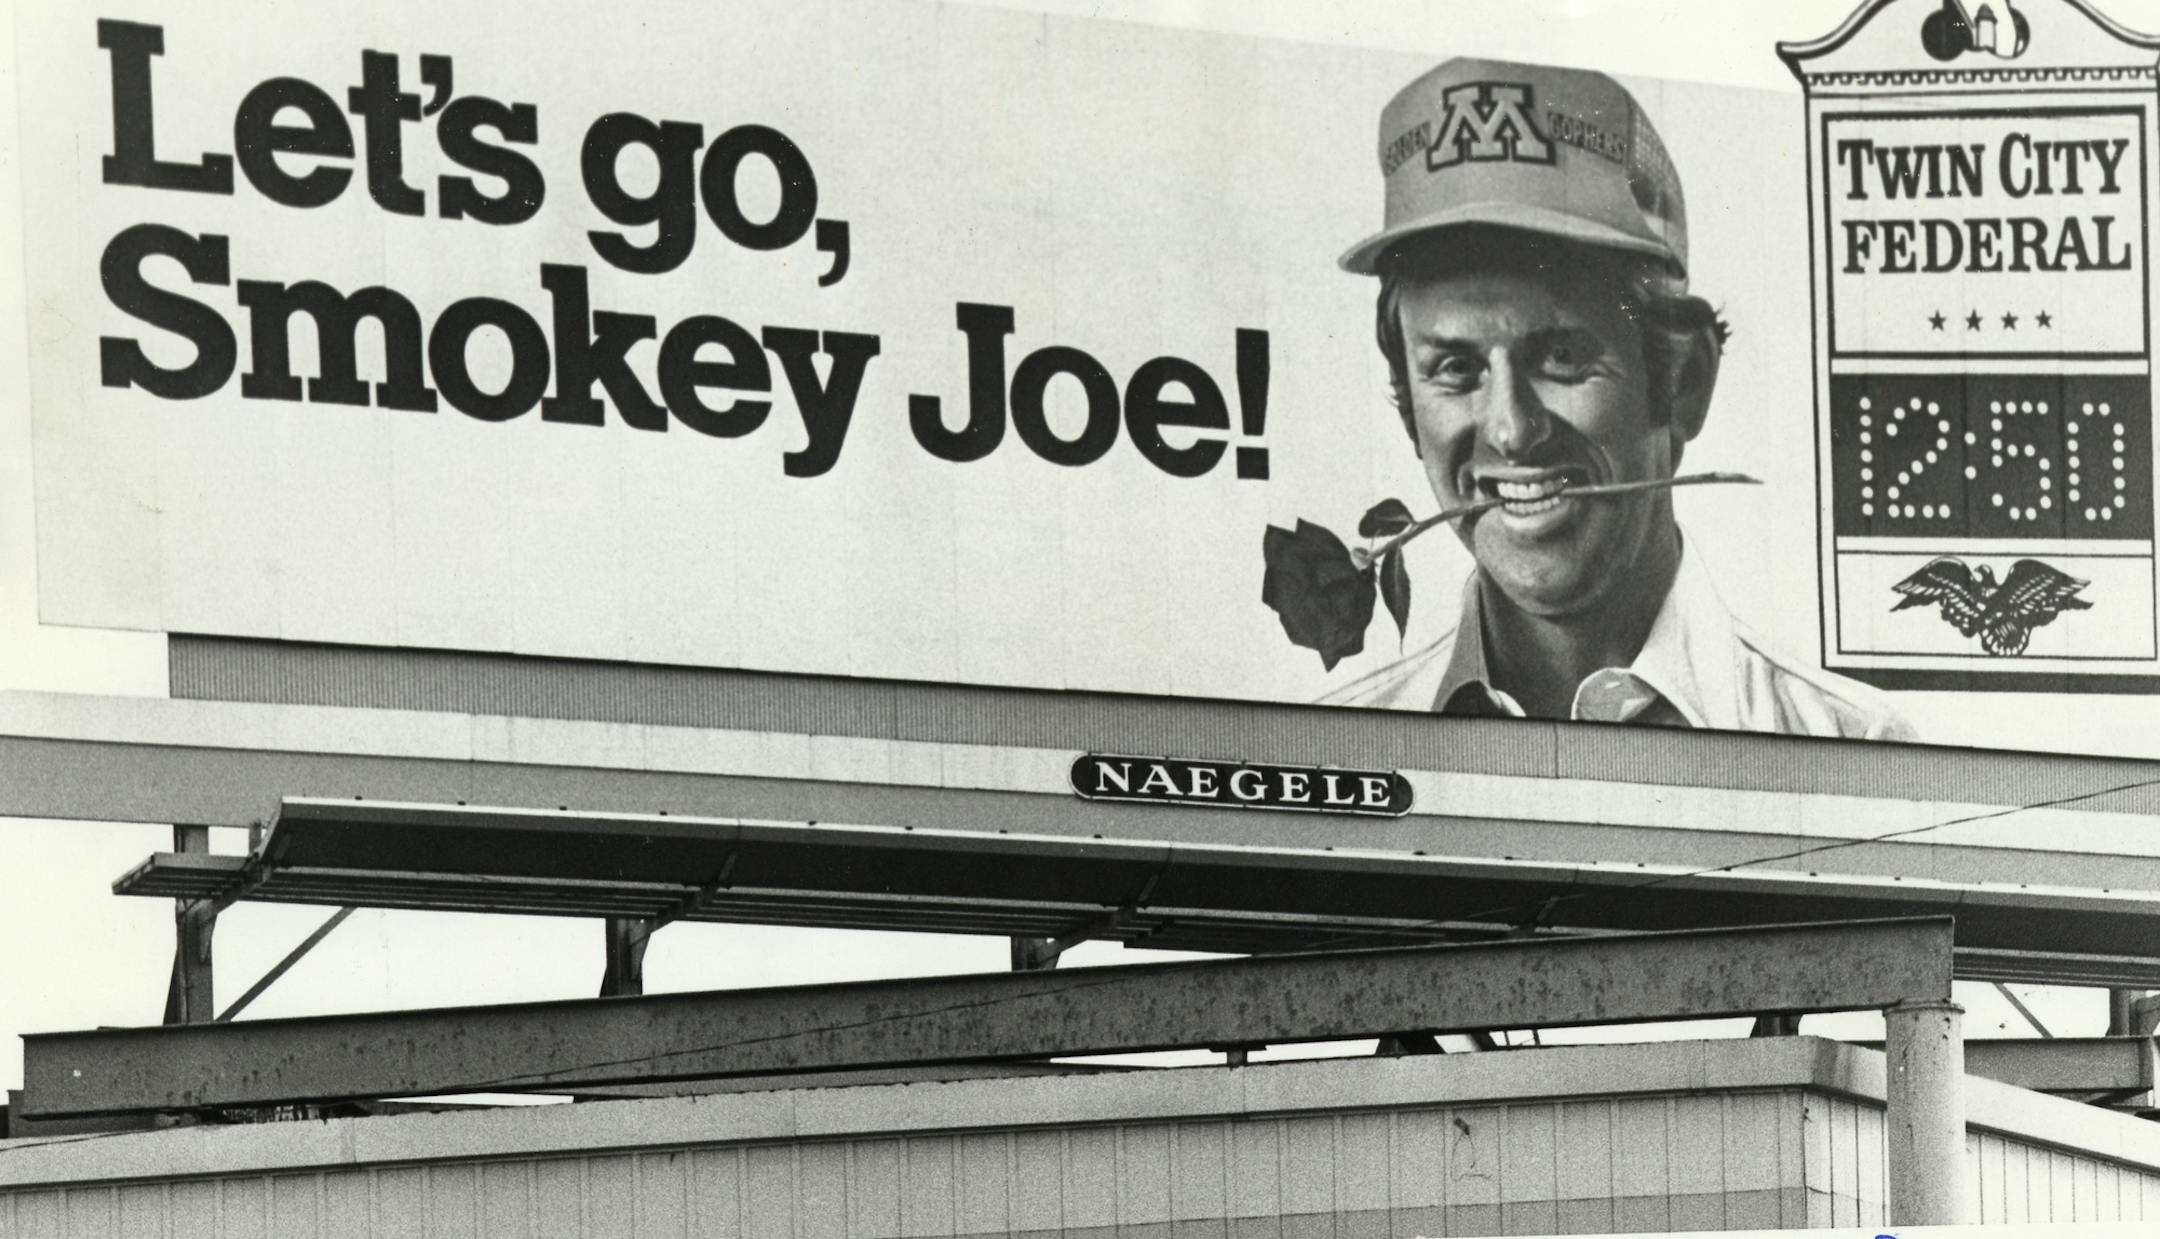 Let's go,
Smokey Joe!
GOLDEN M GOPHERS
TWIN CITY
FEDERAL
12:50
NAEGELE